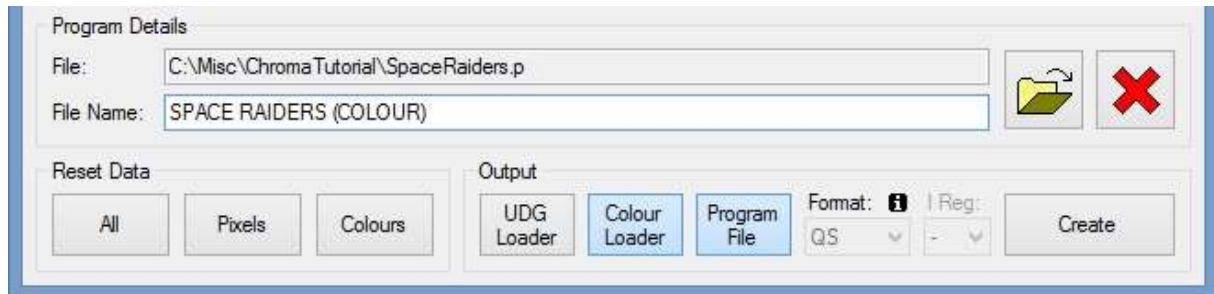 Program Details
File: C:\Misc\ChromaTutorial\SpaceRaiders.p
File Name: SPACE RAIDERS (COLOUR)
Reset Data
All Pixels Colours
Output
UDG Loader
Colour Loader
Program File
Format: i I Reg:
QS -
Create